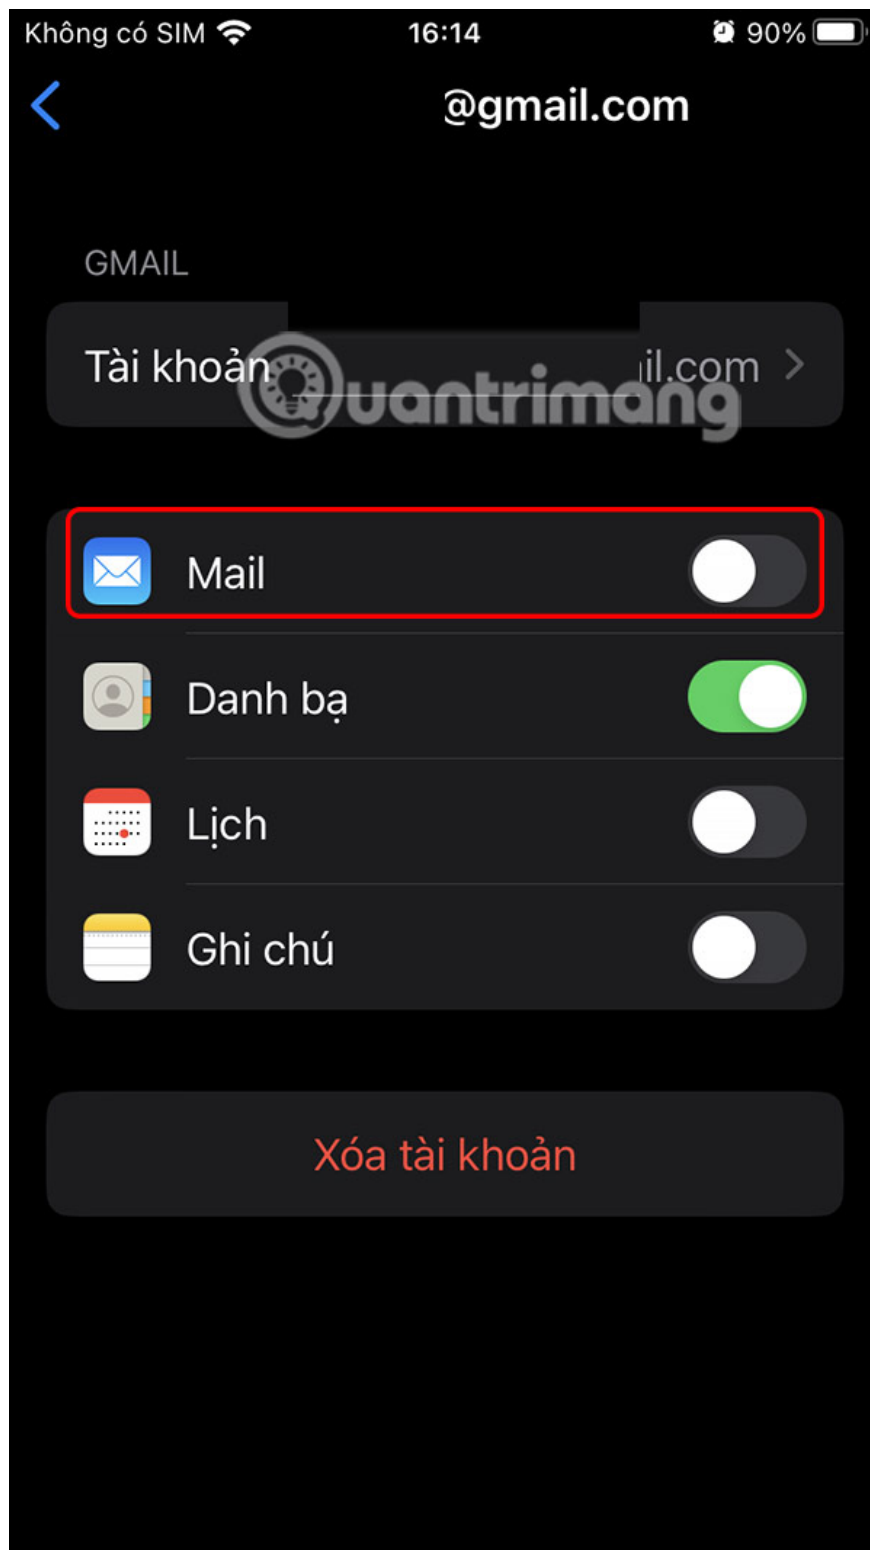 Không có SIM 16:14 90%
@gmail.com
GMAIL
Tài khoản il.com
Quantrimang
Mail
Danh bạ
Lịch
Ghi chú
Xóa tài khoản